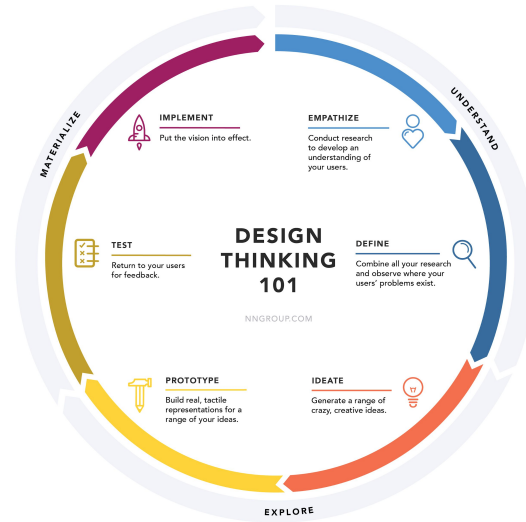 UNDERSTAND
EMPATHIZE
Conduct research
to develop an
understanding of
your users.
DEFINE
Combine all your research
and observe where your
users' problems exist.
EXPLORE
IDEATE
Generate a range of
crazy, creative ideas.
PROTOTYPE
Build real, tactile
representations for a
range of your ideas.
MATERIALIZE
TEST
Return to your users
for feedback.
IMPLEMENT
Put the vision into effect.
DESIGN
THINKING
101
NNGROUP.COM